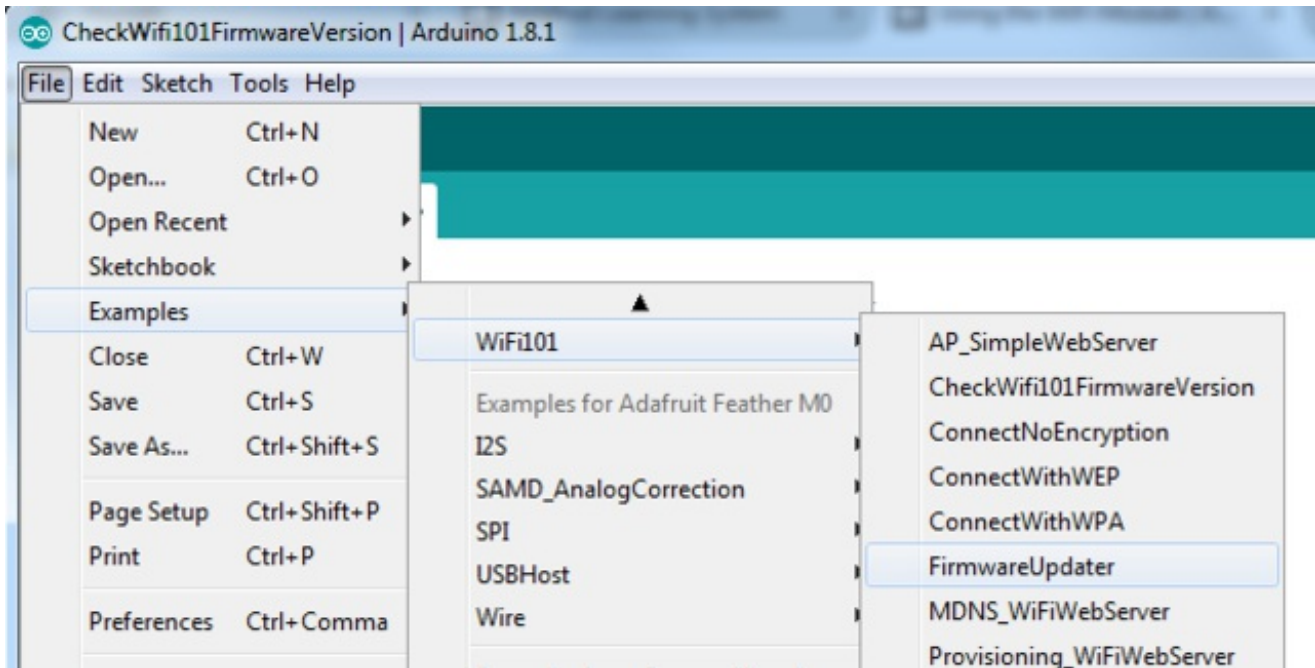 CheckWifi101FirmwareVersion | Arduino 1.8.1
File Edit Sketch Tools Help
New Ctrl+N
Open... Ctrl+O
Open Recent
Sketchbook
Examples
Close Ctrl+W
Save Ctrl+S
Save As... Ctrl+Shift+S
Page Setup Ctrl+Shift+P
Print Ctrl+P
Preferences Ctrl+Comma
WiFi101
Examples for Adafruit Feather M0
I2S
SAMD_AnalogCorrection
SPI
USBHost
Wire
AP_SimpleWebServer
CheckWifi101FirmwareVersion
ConnectNoEncryption
ConnectWithWEP
ConnectWithWPA
FirmwareUpdater
MDNS_WiFiWebServer
Provisioning_WiFiWebServer